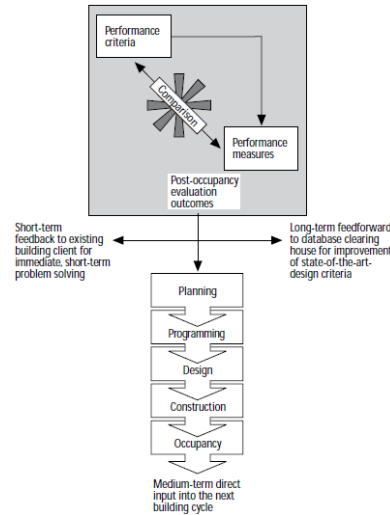 Performance
criteria
Comparison
Performance
measures
Post-occupancy
evaluation
outcomes
Short-term
feedback to existing
building client for
immediate, short-term
problem solving
Long-term feedforward
to database clearing
house for improvement
of state-of-the-art-
design criteria
Planning
Programming
Design
Construction
Occupancy
Medium-term direct
input into the next
building cycle